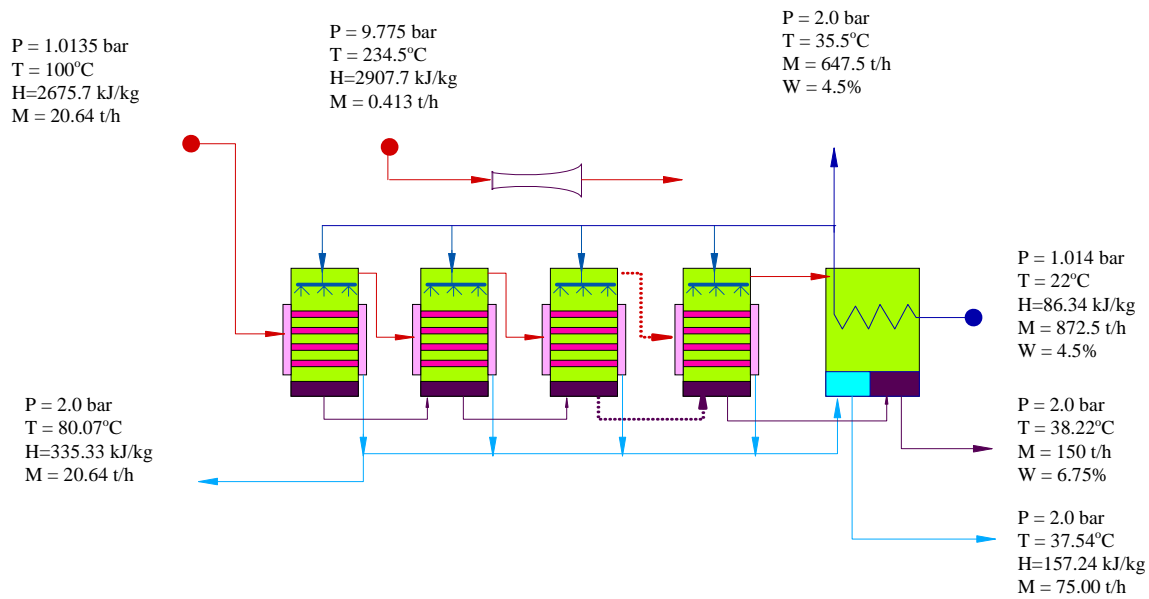 P = 1.0135 bar
T = 100°C
H=2675.7 kJ/kg
M = 20.64 t/h
P = 9.775 bar
T = 234.5°C
H=2907.7 kJ/kg
M = 0.413 t/h
P = 2.0 bar
T = 35.5°C
M = 647.5 t/h
W = 4.5%
P = 1.014 bar
T = 22°C
H=86.34 kJ/kg
M = 872.5 t/h
W = 4.5%
P = 2.0 bar
T = 80.07°C
H=335.33 kJ/kg
M = 20.64 t/h
P = 2.0 bar
T = 38.22°C
M = 150 t/h
W = 6.75%
P = 2.0 bar
T = 37.54°C
H=157.24 kJ/kg
M = 75.00 t/h